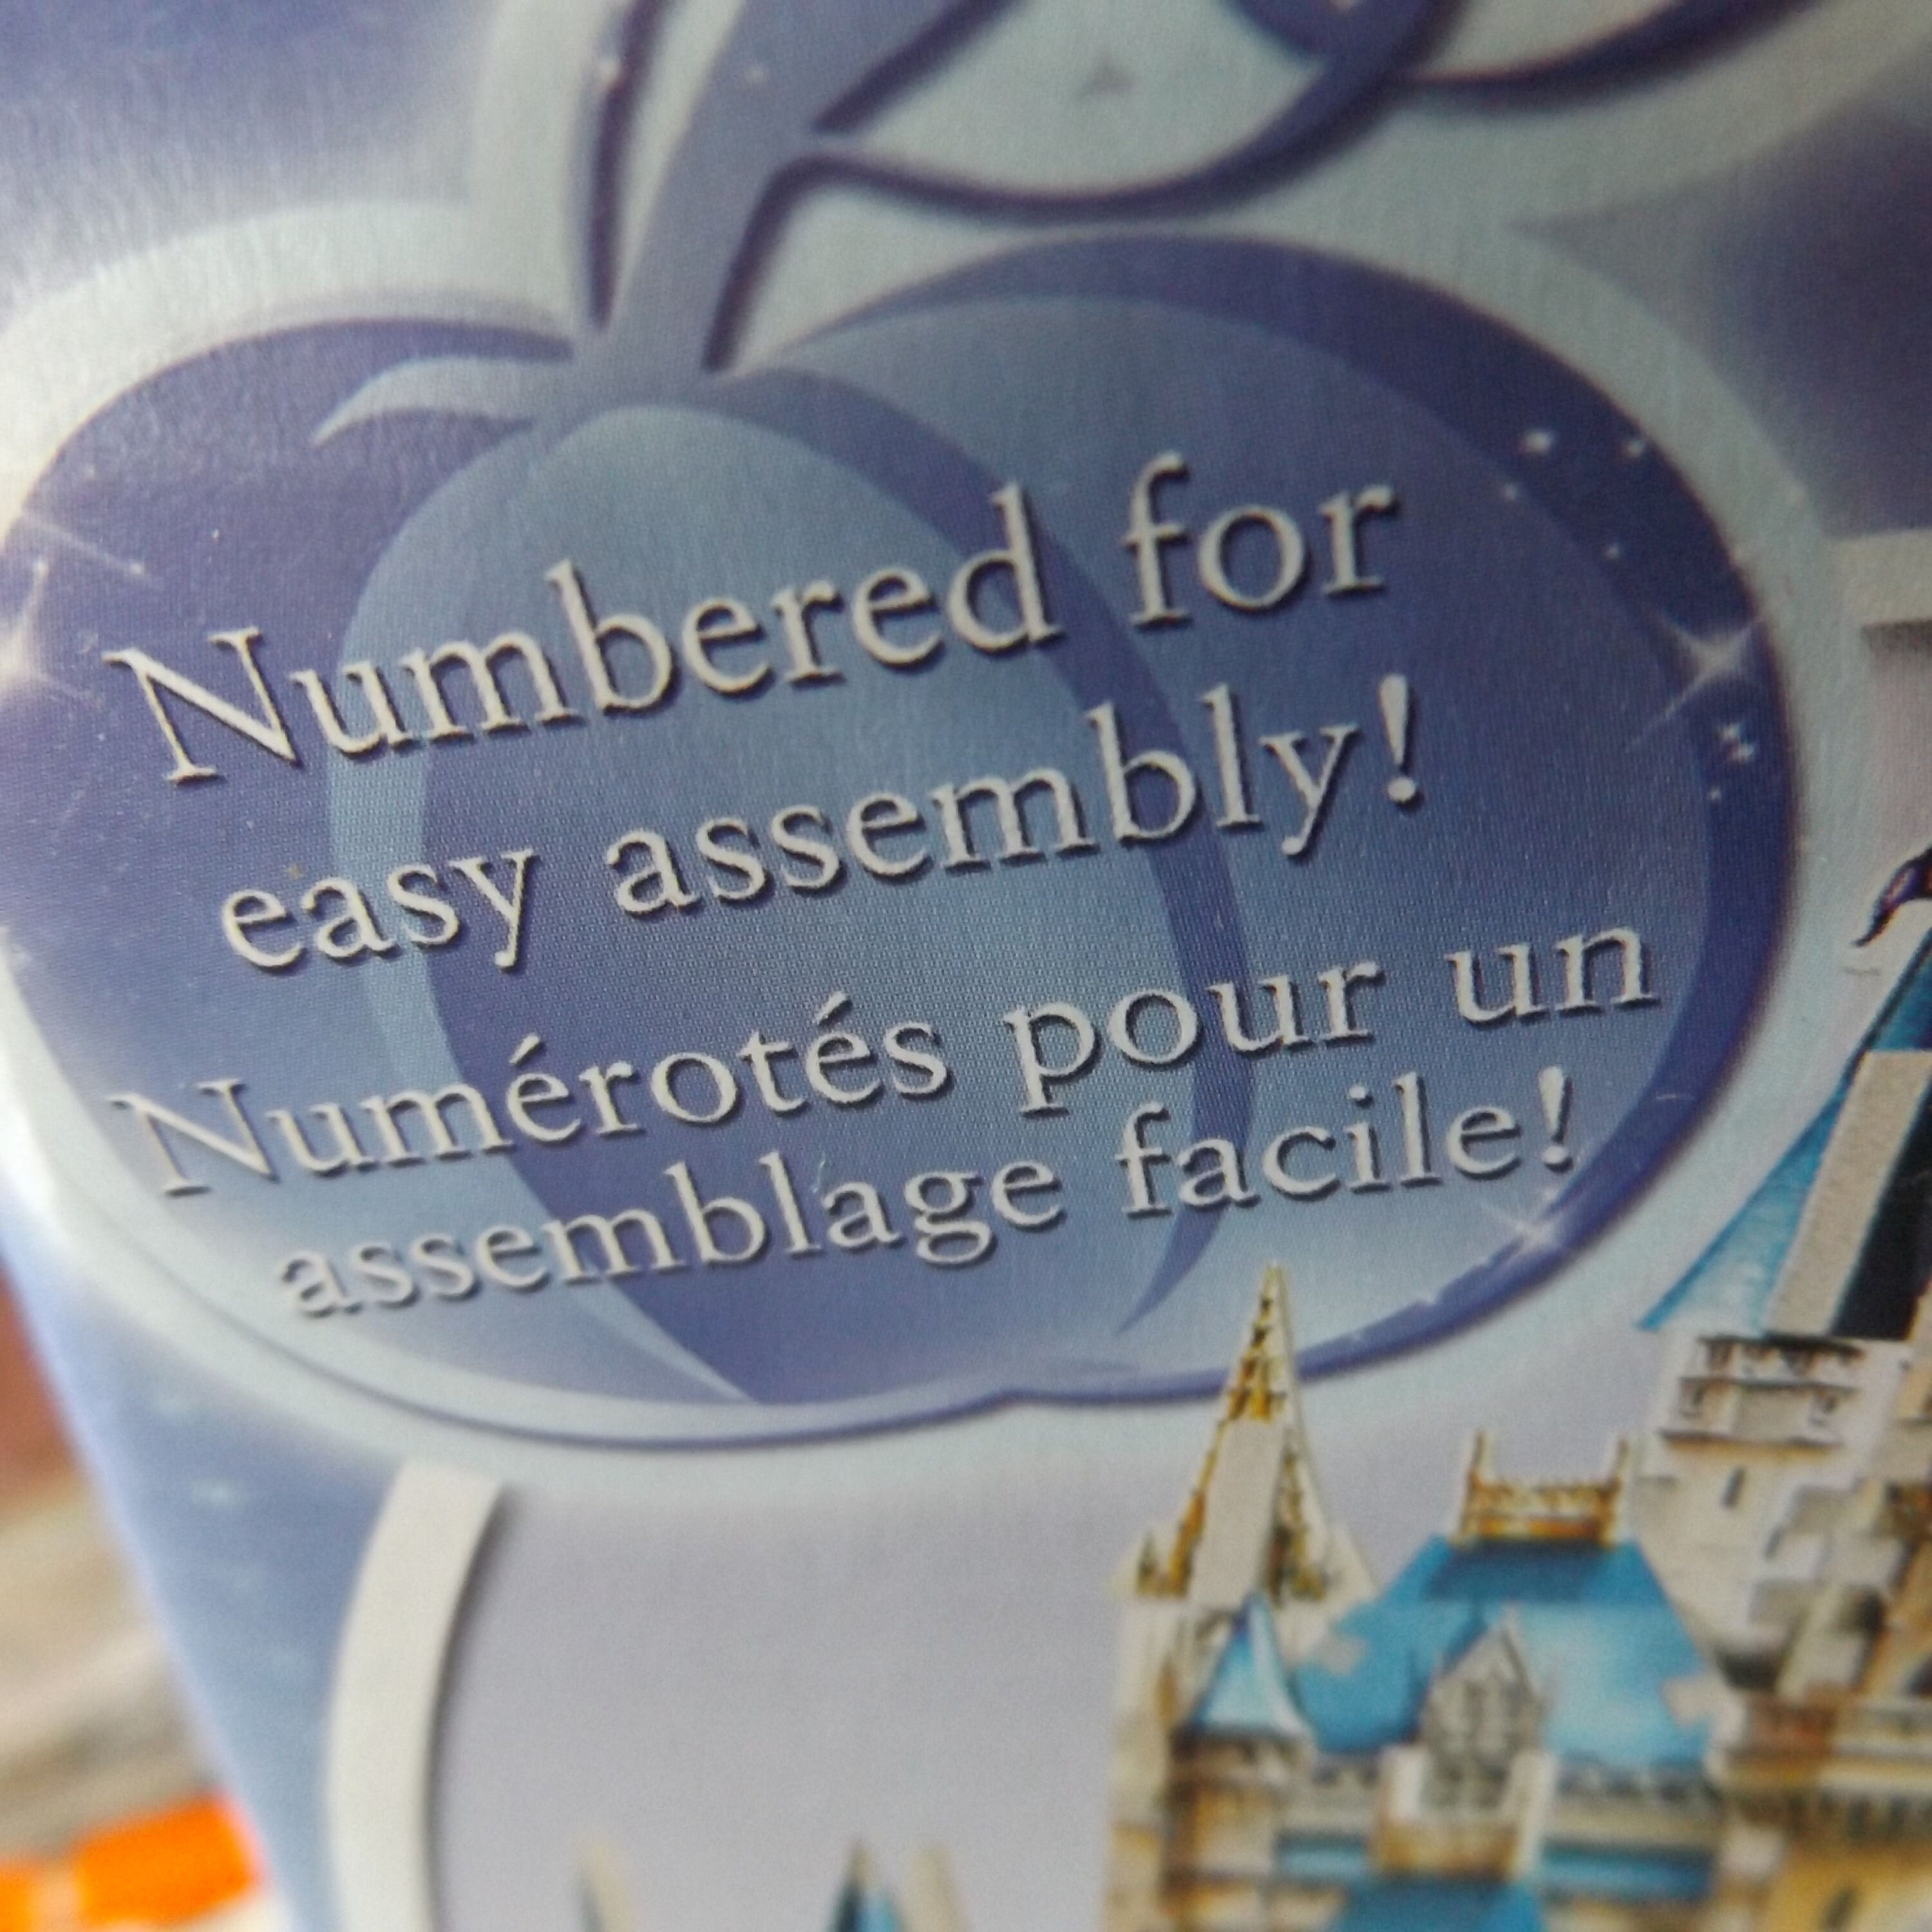 Numbered for
easy assembly!
Numérotés pour un
assemblage facile!